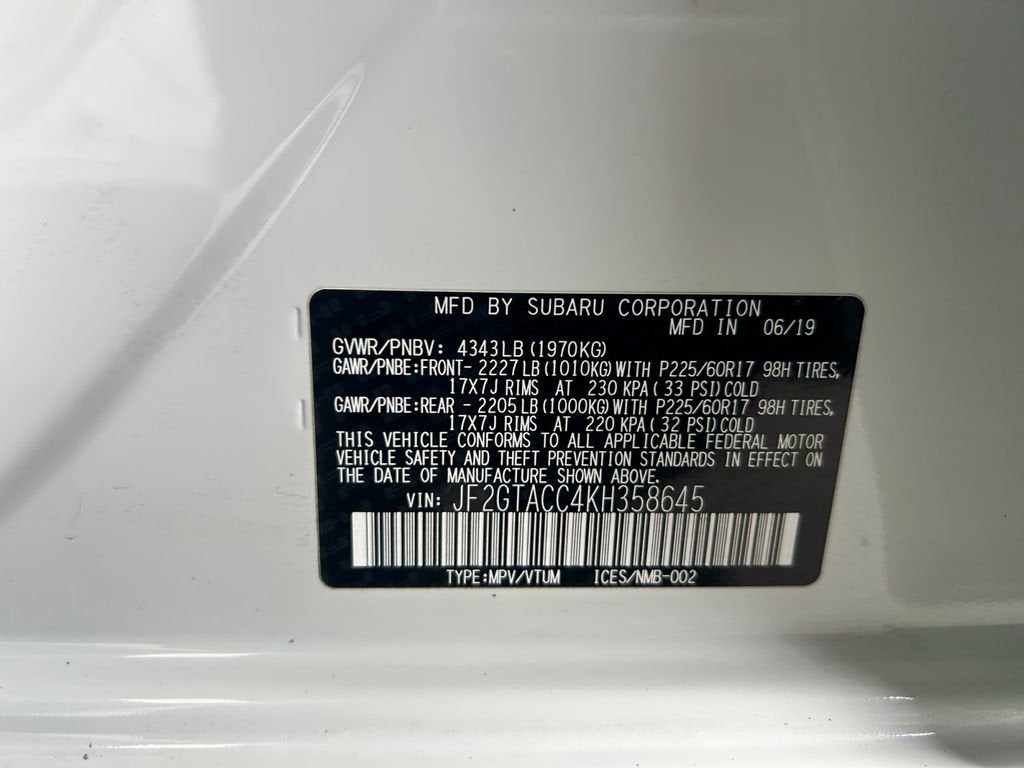 MFD BY SUBARU CORPORATION
MFD IN 06/19
GVWR/PNBV: 4343LB (1970KG)
GAWR/PNBE:FRONT- 2227LB (1010KG) WITH P225/60R17 98H TIRES,
17X7J RIMS AT 230 KPA( 33 PSI) COLD
GAWR/PNBE:REAR - 2205LB (1000KG) WITH P225/60R17 98H TIRES,
17X7J RIMS AT 220 KPA( 32 PSI) COLD
THIS VEHICLE CONFORMS TO ALL APPLICABLE FEDERAL MOTOR
VEHICLE SAFETY AND THEFT PREVENTION STANDARDS IN EFFECT ON
THE DATE OF MANUFACTURE SHOWN ABOVE.
VIN: JF2GTACC4KH358645
TYPE:MPV/VTUM ICES/NMB-002